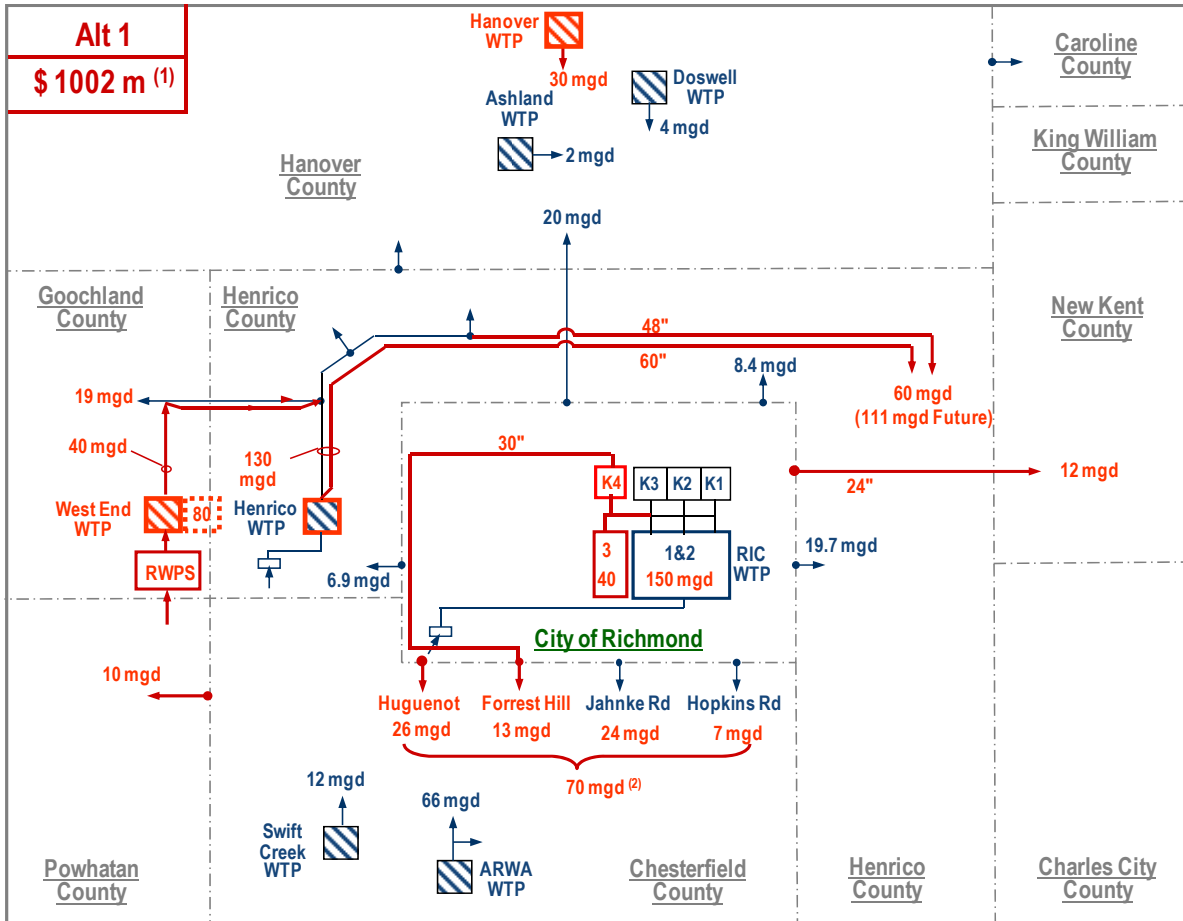 Alt 1
$ 1002 m (1)
Hanover
WTP
30 mgd
Doswell
WTP
4 mgd
Ashland
WTP
2 mgd
Caroline
County
King William
County
Hanover
County
20 mgd
Goochland
County
Henrico
County
New Kent
County
48"
60"
8.4 mgd
60 mgd
(111 mgd Future)
19 mgd
40 mgd
130
mgd
30"
K4
K3
K2
K1
24"
12 mgd
West End
WTP
80
Henrico
WTP
RWPS
3
40
1&2
150 mgd
RIC
WTP
19.7 mgd
6.9 mgd
City of Richmond
10 mgd
Huguenot
26 mgd
Forrest Hill
13 mgd
Jahnke Rd
24 mgd
Hopkins Rd
7 mgd
70 mgd (2)
12 mgd
66 mgd
Swift
Creek
WTP
ARWA
WTP
Powhatan
County
Chesterfield
County
Henrico
County
Charles City
County